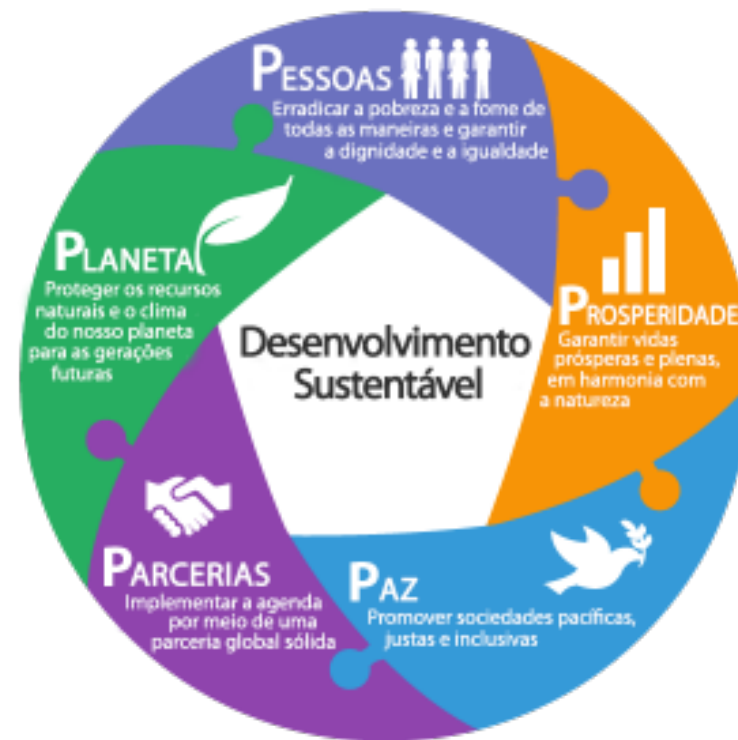 PESSOAS
Erradicar a pobreza e a fome de
todas as maneiras e garantir
a dignidade e a igualdade
PROSPERIDADE
Garantir vidas
prósperas e plenas,
em harmonia com
a natureza
PAZ
Promover sociedades pacíficas,
justas e inclusivas
PARCERIAS
Implementar a agenda
por meio de uma
parceria global sólida
PLANETA
Proteger os recursos
naturais e o clima
do nosso planeta
para as gerações
futuras
Desenvolvimento
Sustentável